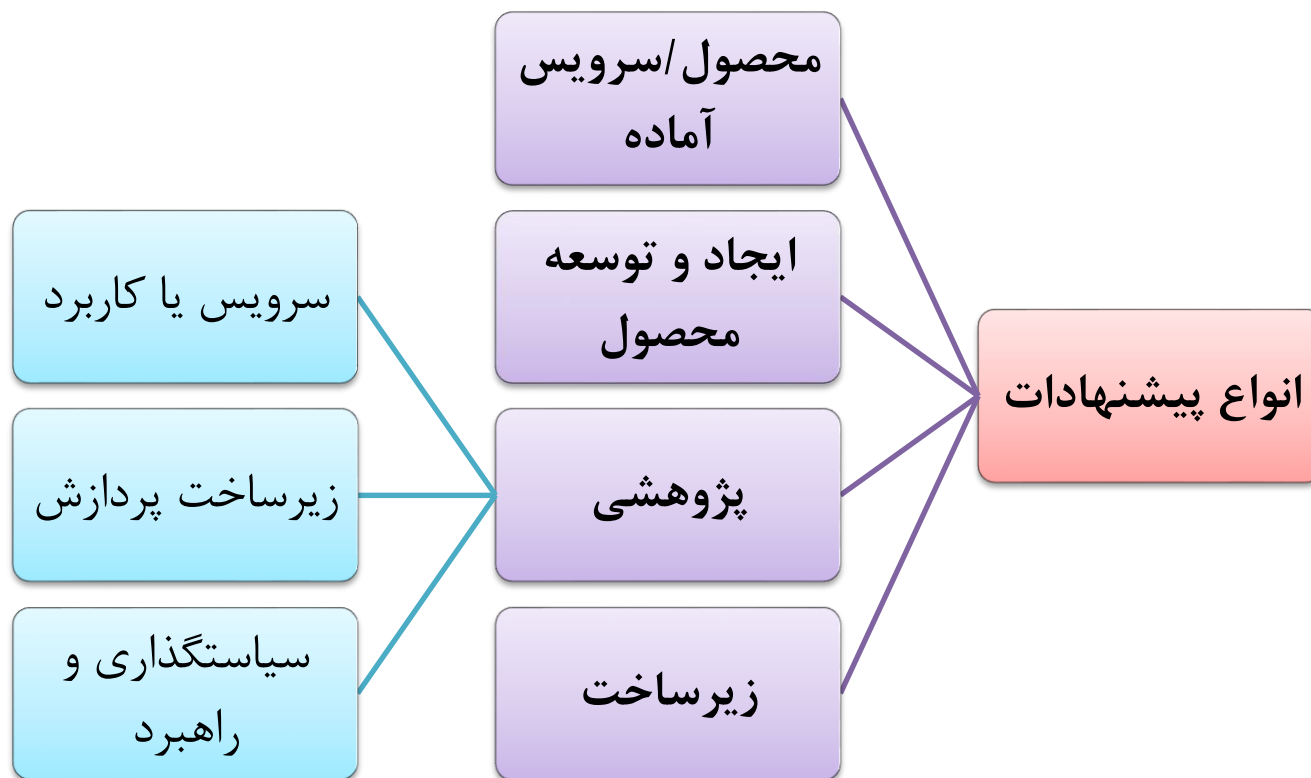 انواع پیشنهادات
محصول/سرویس
آماده
ایجاد و توسعه
محصول
پژوهشی
زیرساخت
سرویس یا کاربرد
زیرساخت پردازش
سیاستگذاری و
راهبرد